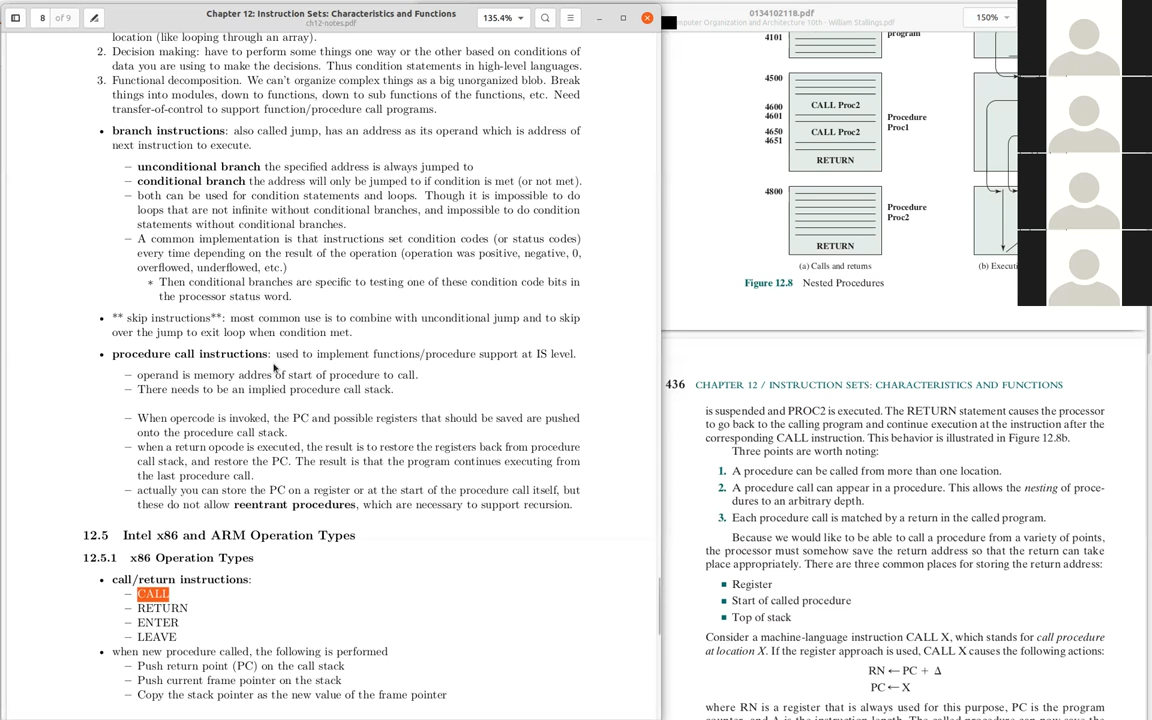 8 of 9
Chapter 12: Instruction Sets: Characteristics and Functions
ch12-notes.pdf
135.4%
location (like looping through an array).
2. Decision making: have to perform some things one way or the other based on conditions of
data you are using to make the decisions. Thus condition statements in high-level languages.
3. Functional decomposition. We can't organize complex things as a big unorganized blob. Break
things into modules, down to functions, down to sub functions of the functions, etc. Need
transfer-of-control to support function/procedure call programs.
• branch instructions: also called jump, has an address as its operand which is address of
next instruction to execute.
– unconditional branch the specified address is always jumped to
– conditional branch the address will only be jumped to if condition is met (or not met).
– both can be used for condition statements and loops. Though it is impossible to do
loops that are not infinite without conditional branches, and impossible to do condition
statements without conditional branches.
– A common implementation is that instructions set condition codes (or status codes)
every time depending on the result of the operation (operation was positive, negative, 0,
overflowed, underflowed, etc.)
∗ Then conditional branches are specific to testing one of these condition code bits in
the processor status word.
• ** skip instructions**: most common use is to combine with unconditional jump and to skip
over the jump to exit loop when condition met.
• procedure call instructions: used to implement functions/procedure support at IS level.
– operand is memory addres of start of procedure to call.
– There needs to be an implied procedure call stack.
– When opcode is invoked, the PC and possible registers that should be saved are pushed
onto the procedure call stack.
– when a return opcode is executed, the result is to restore the registers back from procedure
call stack, and restore the PC. The result is that the program continues executing from
the last procedure call.
– actually you can store the PC on a register or at the start of the procedure call itself, but
these do not allow reentrant procedures, which are necessary to support recursion.
12.5 Intel x86 and ARM Operation Types
12.5.1 x86 Operation Types
• call/return instructions:
– CALL
– RETURN
– ENTER
– LEAVE
• when new procedure called, the following is performed
– Push return point (PC) on the call stack
– Push current frame pointer on the stack
– Copy the stack pointer as the new value of the frame pointer
0134102118.pdf
mputer Organization and Architecture 10th - William Stallings.pdf
150%
4101
program
4500
4600
CALL Proc2
4601
Procedure
Proc1
4650
CALL Proc2
4651
RETURN
4800
Procedure
Proc2
RETURN
(a) Calls and returns
(b) Executi
Figure 12.8 Nested Procedures
436 CHAPTER 12 / INSTRUCTION SETS: CHARACTERISTICS AND FUNCTIONS
is suspended and PROC2 is executed. The RETURN statement causes the processor
to go back to the calling program and continue execution at the instruction after the
corresponding CALL instruction. This behavior is illustrated in Figure 12.8b.
Three points are worth noting:
1. A procedure can be called from more than one location.
2. A procedure call can appear in a procedure. This allows the nesting of proce-
dures to an arbitrary depth.
3. Each procedure call is matched by a return in the called program.
Because we would like to be able to call a procedure from a variety of points,
the processor must somehow save the return address so that the return can take
place appropriately. There are three common places for storing the return address:
■ Register
■ Start of called procedure
■ Top of stack
Consider a machine-language instruction CALL X, which stands for call procedure
at location X. If the register approach is used, CALL X causes the following actions:
RN ← PC + Δ
PC ← X
where RN is a register that is always used for this purpose, PC is the program